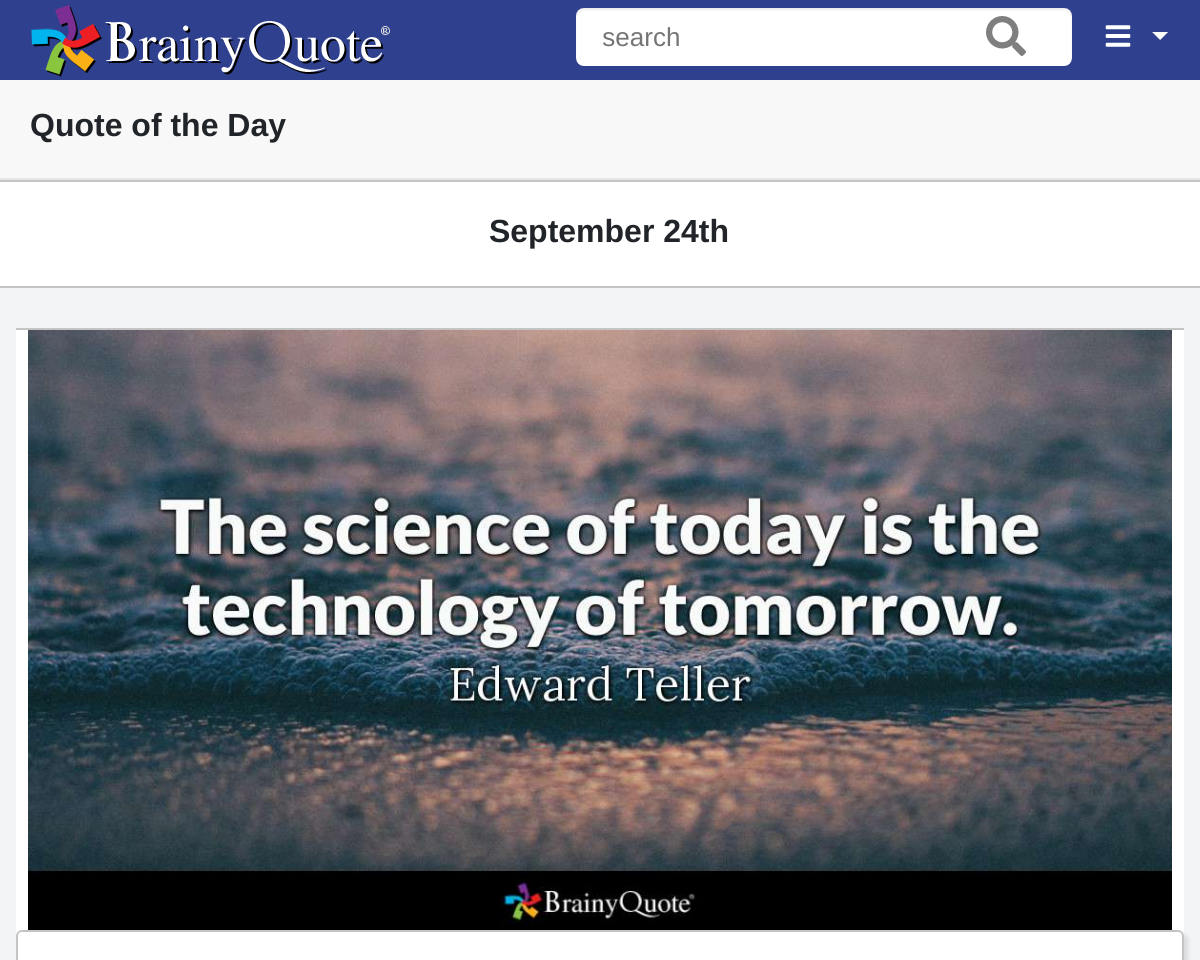 BrainyQuote®
search
Quote of the Day
September 24th
The science of today is the
technology of tomorrow.
Edward Teller
BrainyQuote®